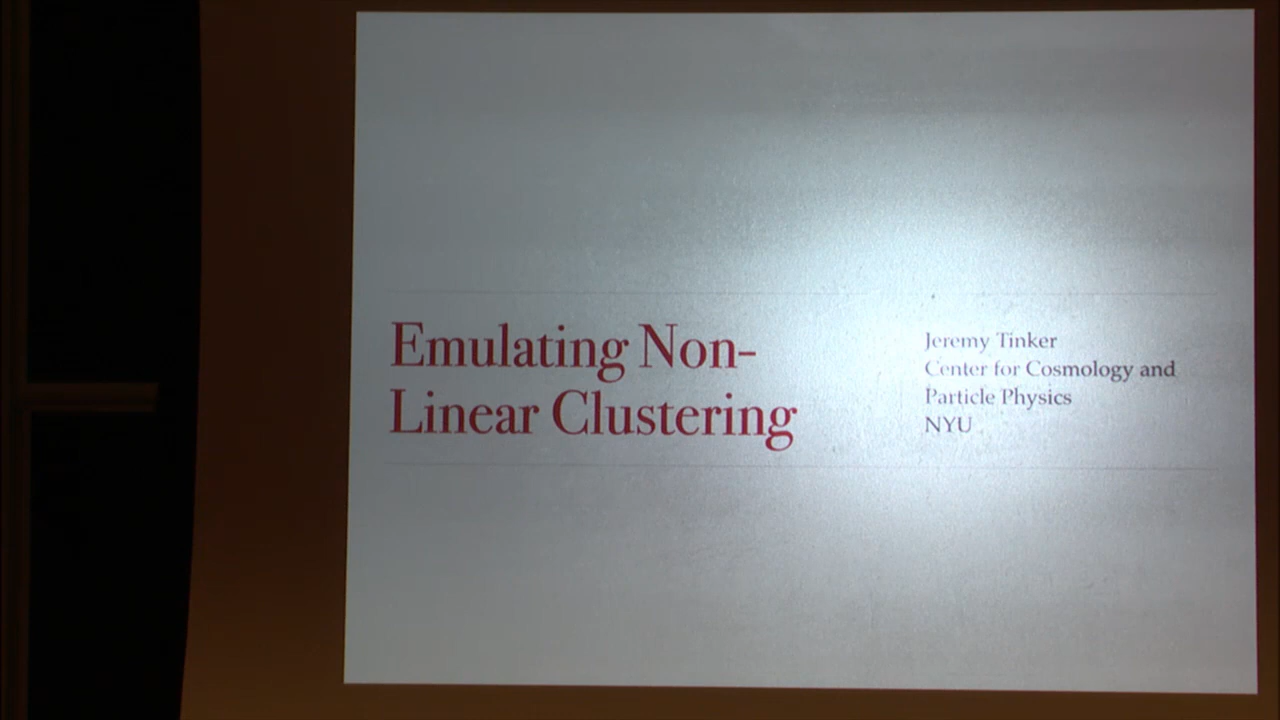 Emulating Non-
Linear Clustering
Jeremy Tinker
Center for Cosmology and
Particle Physics
NYU